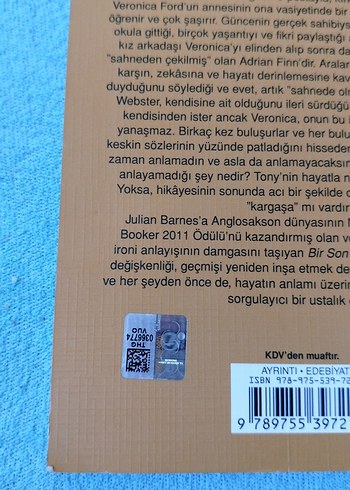 Veronica Ford'un annesinin ona vasiyetinde bir
öğrenir ve çok şaşırır. Güncenin gerçek sahibiys
okula gittiği, birçok yaşantıyı ve fikri paylaştığı a
kız arkadaşı Veronica'yı elinden alıp sonra da
"sahneden çekilmiş" olan Adrian Finn'dir. Aralar
karşın, zekâsına ve hayatı derinlemesine kav
duyduğunu söylediği ve evet, artık "sahnede olm
Webster, kendisine ait olduğunu ileri sürdüğü
kendisinden ister ancak Veronica, onun bu i
yanaşmaz. Birkaç kez buluşurlar ve her bulu
keskin sözlerinin yüzünde patladığını hisseder
zaman anlamadın ve asla da anlamayacaksın
anlayamadığı şey nedir? Tony'nin hayatla n
Yoksa, hikâyesinin sonunda acı bir şekilde d
"kargaşa" mı vardır
Julian Barnes'a Anglosakson dünyasının M
Booker 2011 Ödülü'nü kazandırmış olan v
ironi anlayışının damgasını taşıyan Bir Son
değişkenliği, geçmişi yeniden inşa etmek de
ve her şeyden önce de, hayatın anlamı üzerin
sorgulayıcı bir ustalık
THG
VUO
0366774
KDV'den muaftır.
AYRINTI • EDEBİYAT
ISBN 978-975-539-72
9 789755 3972